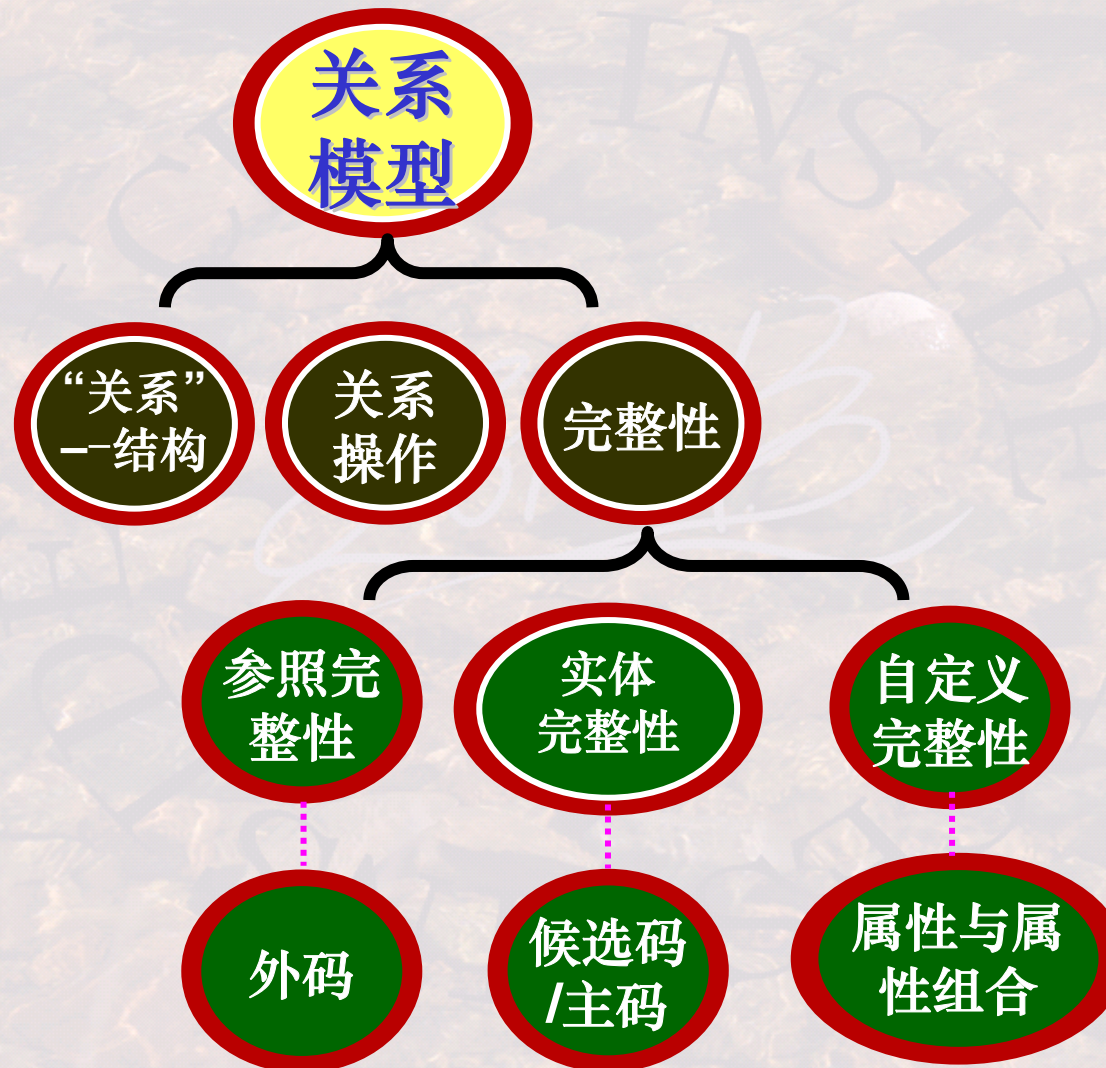 关系
模型
“关系”
—-结构
关系
操作
完整性
参照完
整性
实体
完整性
自定义
完整性
外码
候选码
/主码
属性与属
性组合